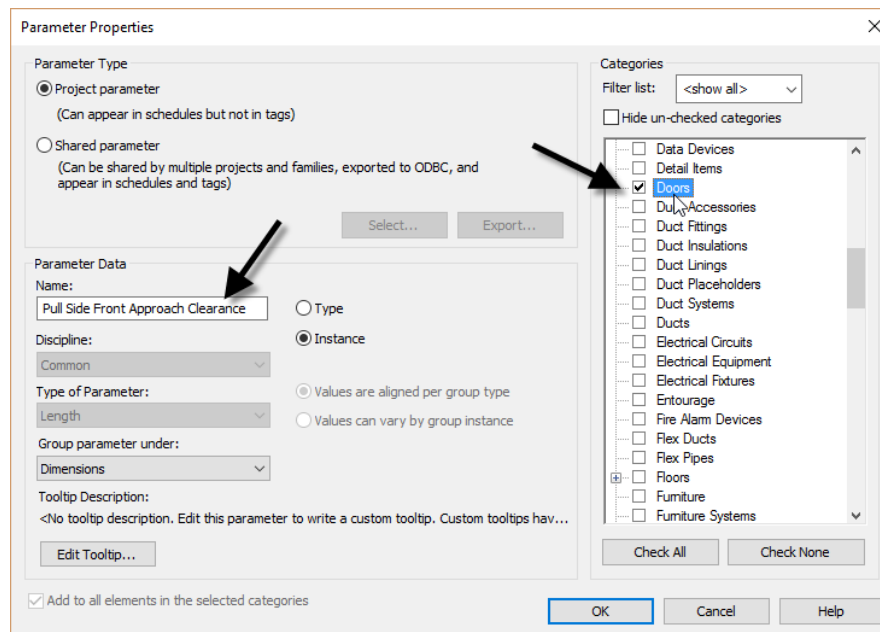 Parameter Properties
Parameter Type
Project parameter
(Can appear in schedules but not in tags)
Shared parameter
(Can be shared by multiple projects and families, exported to ODBC, and
appear in schedules and tags)
Select...
Export...
Parameter Data
Name:
Pull Side Front Approach Clearance
Type
Discipline:
Instance
Common
Type of Parameter:
Values are aligned per group type
Length
Values can vary by group instance
Group parameter under:
Dimensions
Tooltip Description:
<No tooltip description. Edit this parameter to write a custom tooltip. Custom tooltips hav...
Edit Tooltip...
Add to all elements in the selected categories
Categories
Filter list:
<show all>
Hide un-checked categories
Data Devices
Detail Items
Doors
Duct Accessories
Duct Fittings
Duct Insulations
Duct Linings
Duct Placeholders
Duct Systems
Ducts
Electrical Circuits
Electrical Equipment
Electrical Fixtures
Entourage
Fire Alarm Devices
Flex Ducts
Flex Pipes
Floors
Furniture
Furniture Systems
Check All
Check None
OK
Cancel
Help